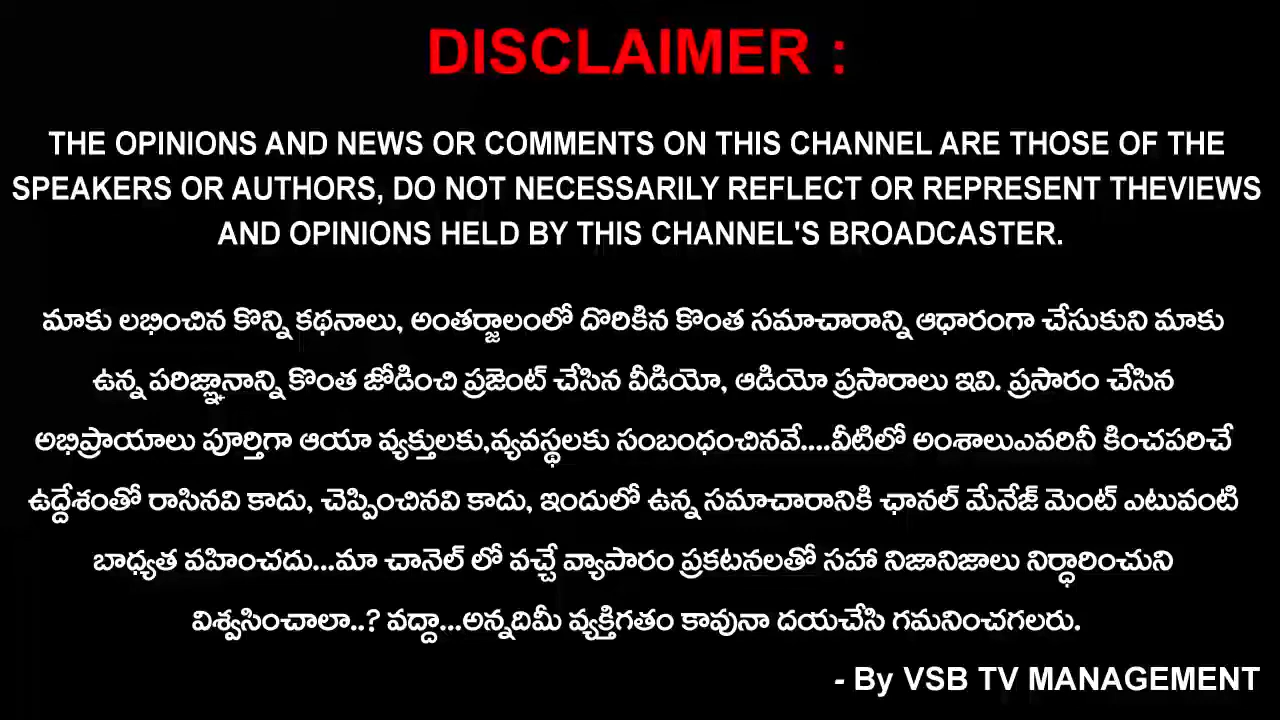 DISCLAIMER :
THE OPINIONS AND NEWS OR COMMENTS ON THIS CHANNEL ARE THOSE OF THE
SPEAKERS OR AUTHORS, DO NOT NECESSARILY REFLECT OR REPRESENT THEVIEWS
AND OPINIONS HELD BY THIS CHANNEL'S BROADCASTER.
మాకు లభించిన కొన్ని కథనాలు, అంతర్జాలంలో దొరికిన కొంత సమాచారాన్ని ఆధారంగా చేసుకుని మాకు
ఉన్న పరిజ్ఞానాన్ని కొంత జోడించి ప్రజెంట్ చేసిన వీడియో, ఆడియో ప్రసారాలు ఇవి. ప్రసారం చేసిన
అభిప్రాయాలు పూర్తిగా ఆయా వ్యక్తులకు,వ్యవస్థలకు సంబంధంచినవే....వీటిలో అంశాలుఎవరినీ కించపరిచే
ఉద్దేశంతో రాసినవి కాదు, చెప్పించినవి కాదు, ఇందులో ఉన్న సమాచారానికి ఛానల్ మేనేజ్ మెంట్ ఎటువంటి
బాధ్యత వహించదు...మా చానెల్ లో వచ్చే వ్యాపారం ప్రకటనలతో సహా నిజానిజాలు నిర్ధారించుని
విశ్వసించాలా..? వద్దా...అన్నదిమీ వ్యక్తిగతం కావునా దయచేసి గమనించగలరు.
- By VSB TV MANAGEMENT